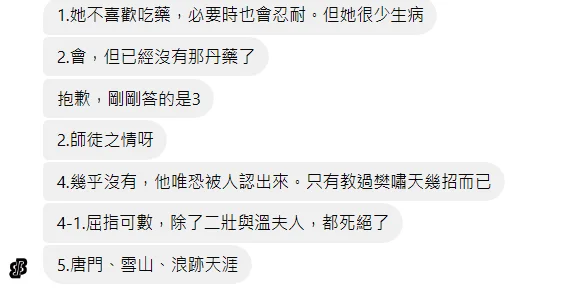 1.她不喜歡吃藥，必要時也會忍耐。但她很少生病
2.會，但已經沒有那丹藥了
抱歉，剛剛答的是3
2.師徒之情呀
4.幾乎沒有，他唯恐被人認出來。只有教過樊嘯天幾招而已
4-1.屈指可數，除了二壯與溫夫人，都死絕了
5.唐門、雪山、浪跡天涯